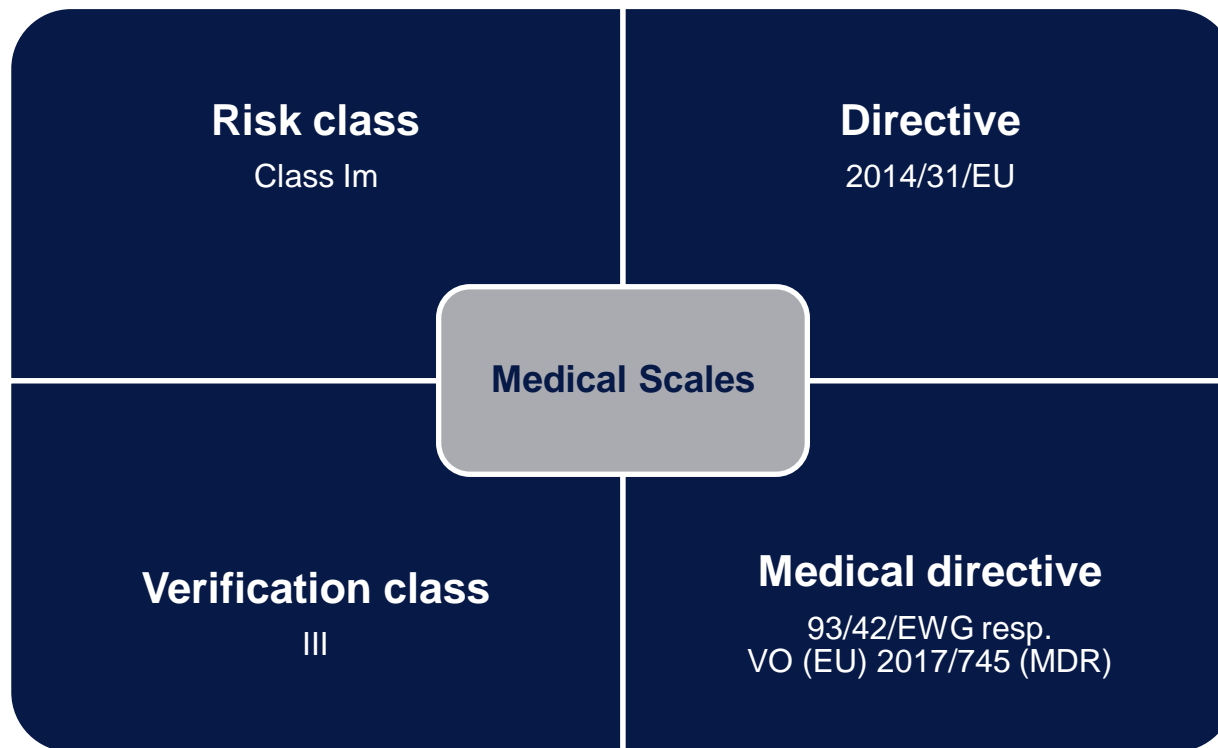 Risk class
Class Im
Directive
2014/31/EU
Medical Scales
Verification class
III
Medical directive
93/42/EWG resp.
VO (EU) 2017/745 (MDR)